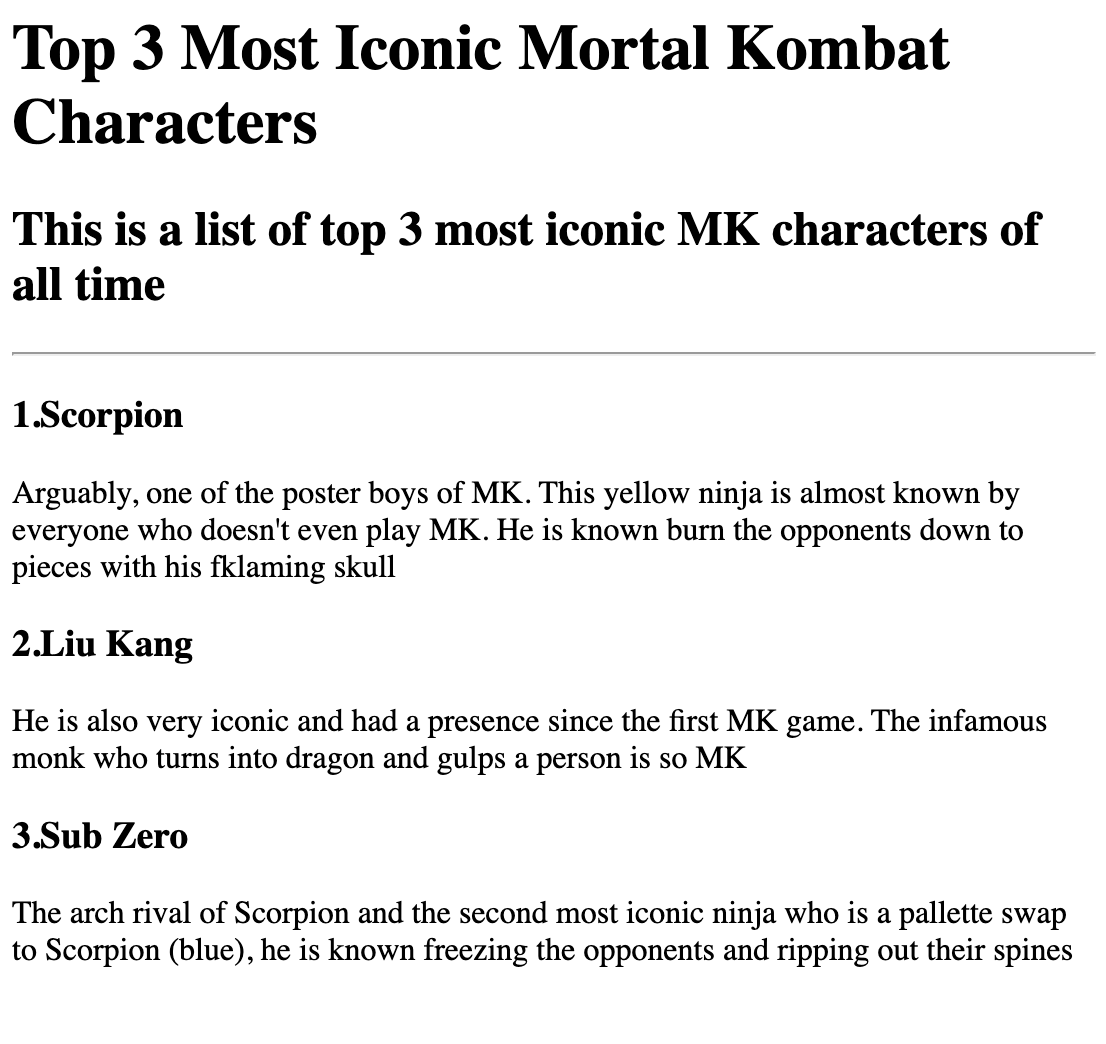 Top 3 Most Iconic Mortal Kombat
Characters
This is a list of top 3 most iconic MK characters of
all time
1.Scorpion
Arguably, one of the poster boys of MK. This yellow ninja is almost known by
everyone who doesn't even play MK. He is known burn the opponents down to
pieces with his fklaming skull
2.Liu Kang
He is also very iconic and had a presence since the first MK game. The infamous
monk who turns into dragon and gulps a person is so MK
3.Sub Zero
The arch rival of Scorpion and the second most iconic ninja who is a pallette swap
to Scorpion (blue), he is known freezing the opponents and ripping out their spines